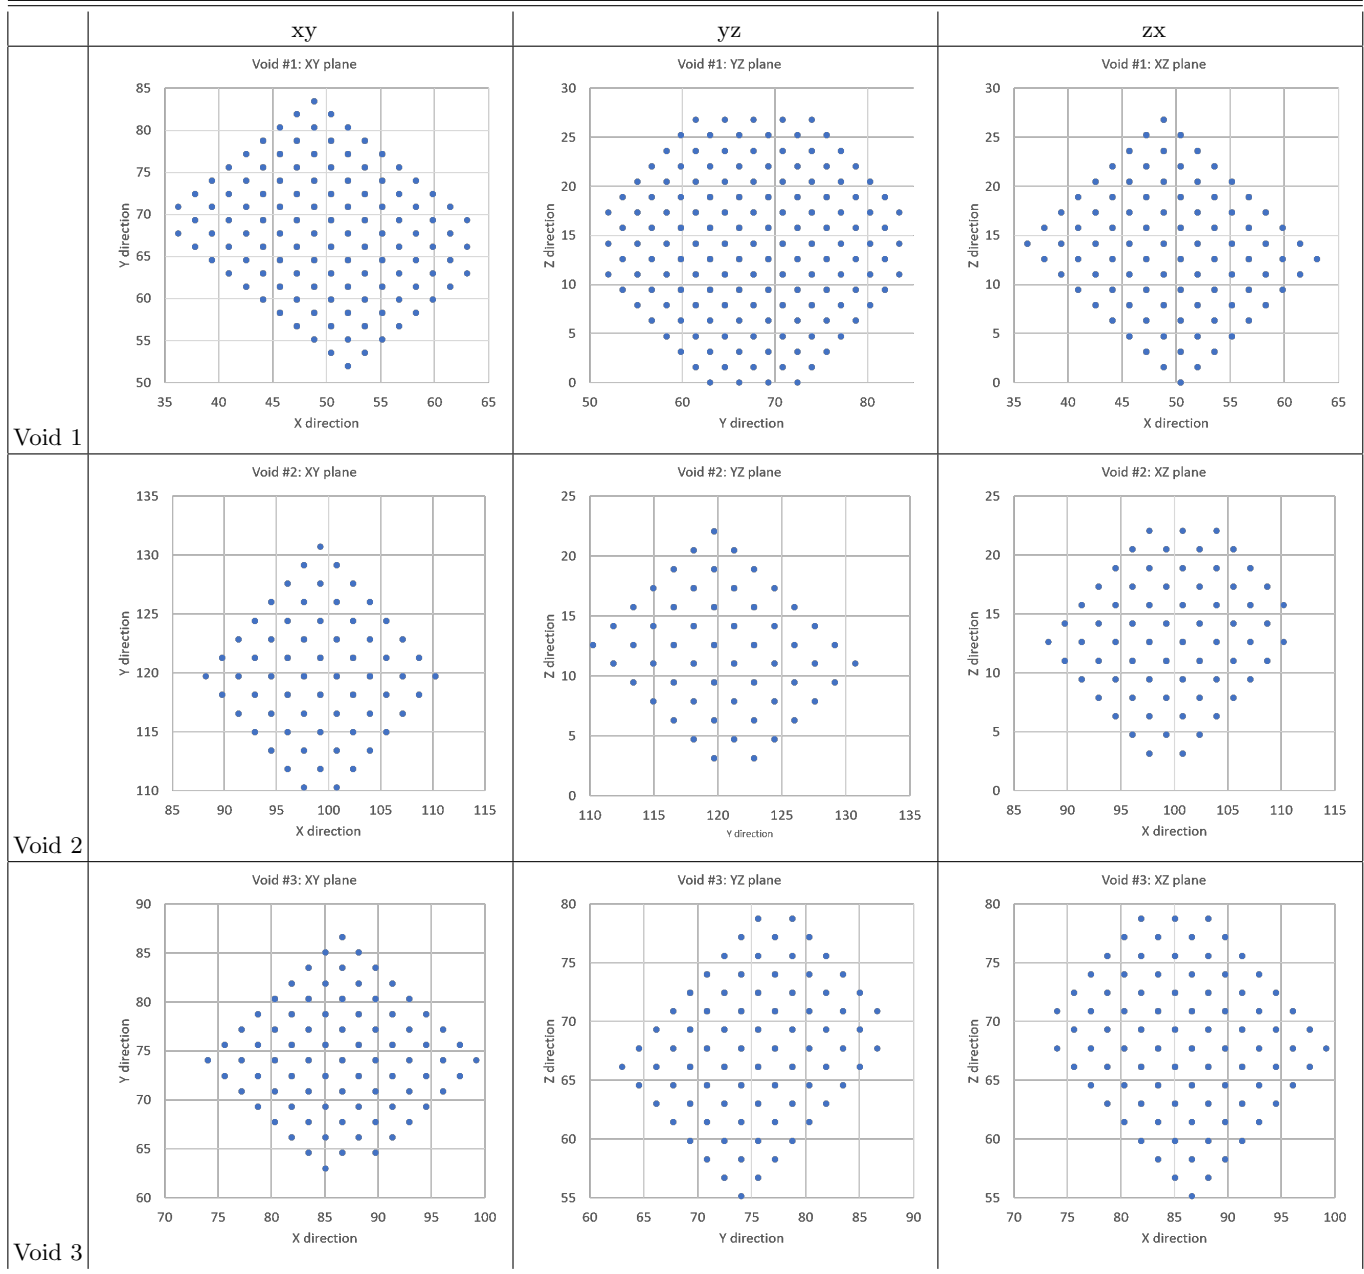 xy yz zx
Void #1: XY plane Void #1: YZ plane Void #1: XZ plane
85
80
75
70
65
60
55
50
Y direction
35 40 45 50 55 60 65
X direction
30
25
20
15
10
5
0
Z direction
50 60 70 80
Y direction
30
25
20
15
10
5
0
Z direction
35 40 45 50 55 60 65
X direction
Void 1
Void #2: XY plane Void #2: YZ plane Void #2: XZ plane
135
130
125
120
115
110
Y direction
85 90 95 100 105 110 115
X direction
25
20
15
10
5
0
Z direction
110 115 120 125 130 135
Y direction
25
20
15
10
5
0
Z direction
85 90 95 100 105 110 115
X direction
Void 2
Void #3: XY plane Void #3: YZ plane Void #3: XZ plane
90
85
80
75
70
65
60
Y direction
70 75 80 85 90 95 100
X direction
80
75
70
65
60
55
Z direction
60 65 70 75 80 85 90
Y direction
80
75
70
65
60
55
Z direction
70 75 80 85 90 95 100
X direction
Void 3